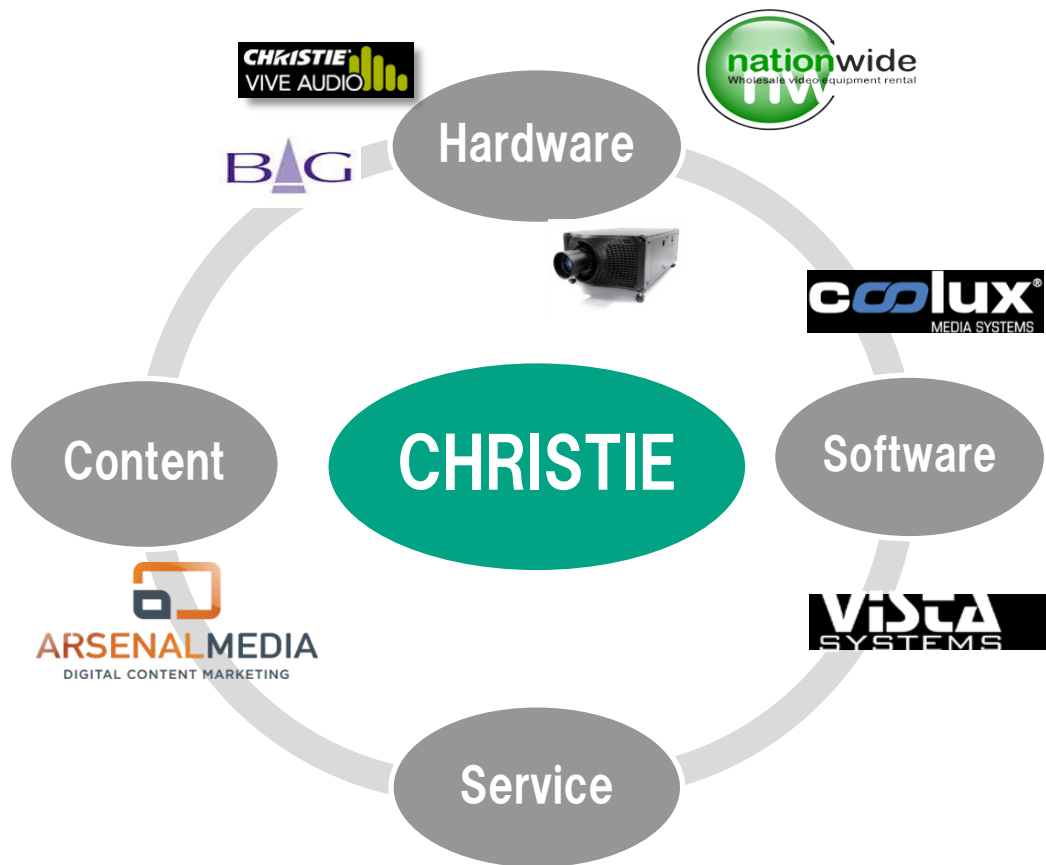 CHRISTIE
VIVE AUDIO
nationwide
Wholesale video equipment rental
nw
Hardware
BAG
coolux®
MEDIA SYSTEMS
Content
CHRISTIE
Software
ARSENALMEDIA
DIGITAL CONTENT MARKETING
ViSTA
SYSTEMS
Service